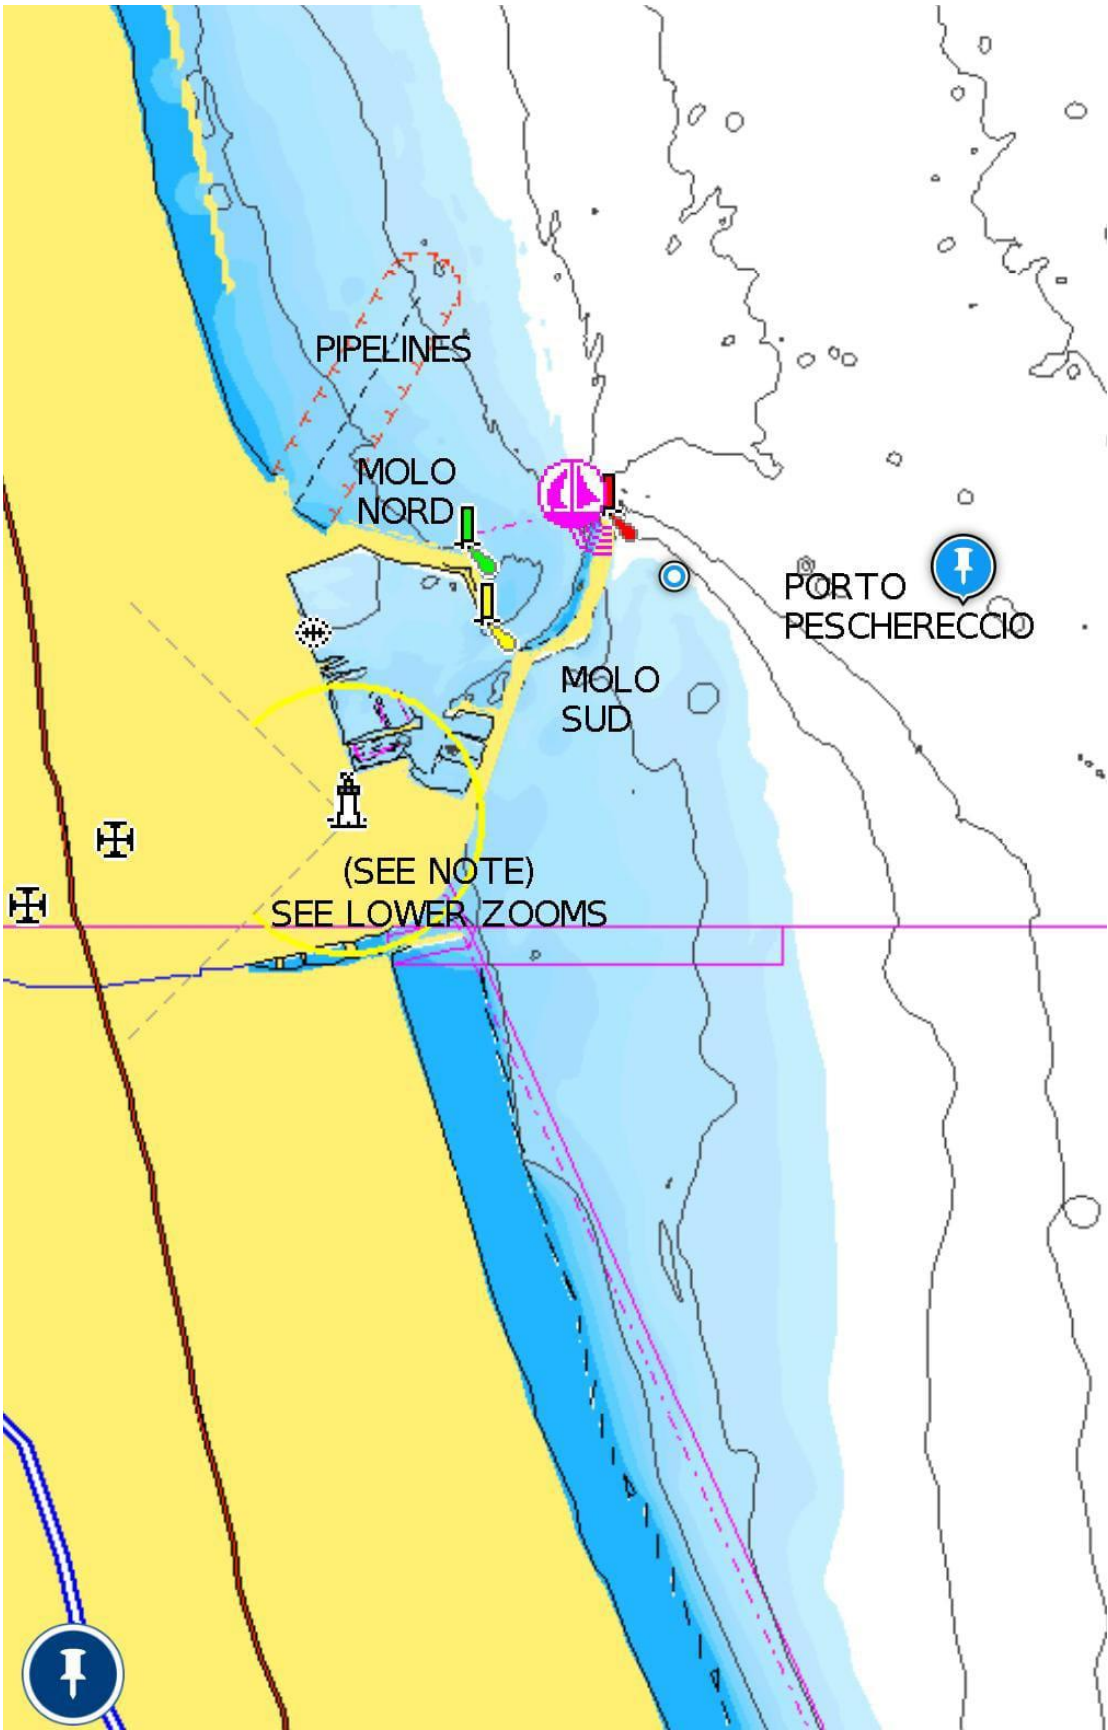 PIPELINES
MOLO
NORD
PORTO
PESCHERECCIO
MOLO
SUD
(SEE NOTE)
SEE LOWER ZOOMS